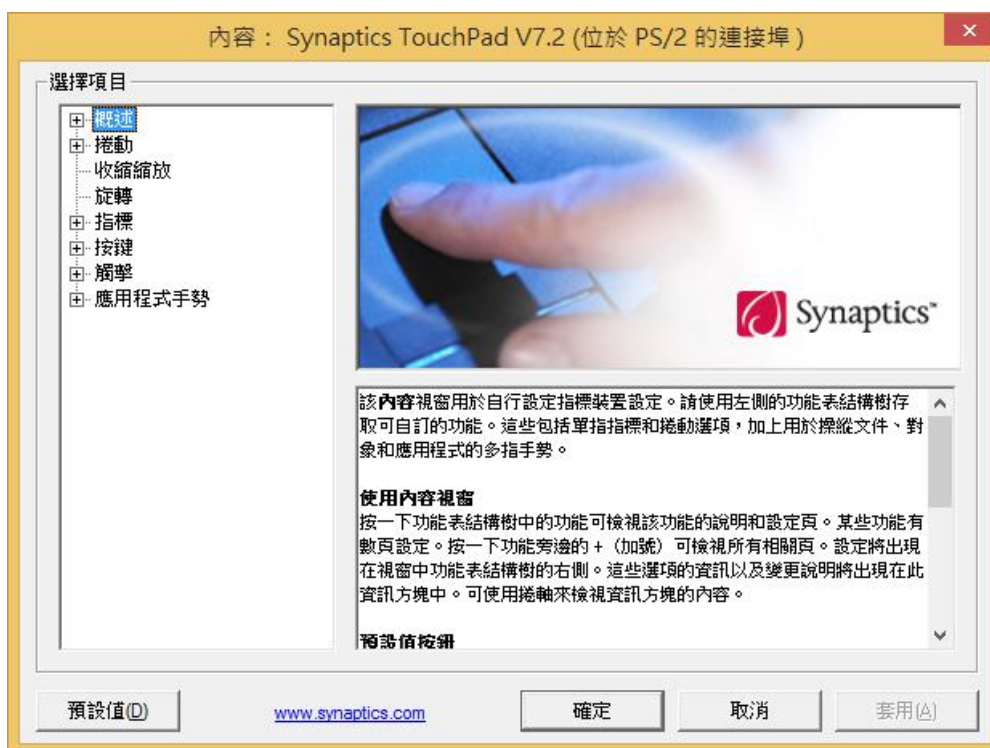 內容： Synaptics TouchPad V7.2 (位於 PS/2 的連接埠 )
選擇項目
概述
捲動
收縮縮放
旋轉
指標
按鍵
觸擊
應用程式手勢
Synaptics™
該內容視窗用於自行設定指標裝置設定。請使用左側的功能表結構樹存
取可自訂的功能。這些包括單指指標和捲動選項，加上用於操縱文件、對
象和應用程式的多指手勢。
使用內容視窗
按一下功能表結構樹中的功能可檢視該功能的說明和設定頁。某些功能有
數頁設定。按一下功能旁邊的 + （加號）可檢視所有相關頁。設定將出現
在視窗中功能表結構樹的右側。這些選項的資訊以及變更說明將出現在此
資訊方塊中。可使用捲軸來檢視資訊方塊的內容。
預設值按鈕
預設值(D)
www.synaptics.com
確定
取消
套用(A)